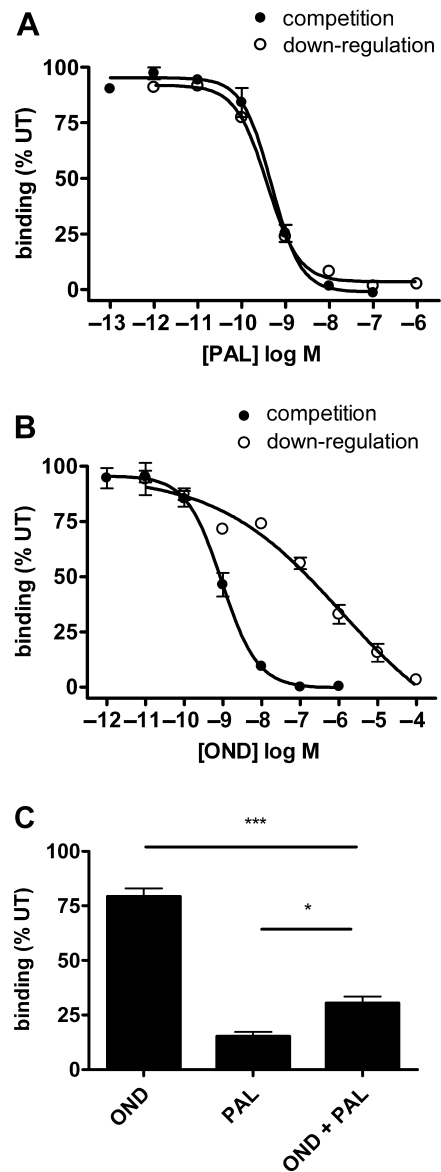 A
competition
down-regulation
100
75
50
25
0
binding (% UT)
–13 –12 –11 –10 –9 –8 –7 –6
[PAL] log M
B
competition
down-regulation
100
75
50
25
0
binding (% UT)
–12 –11 –10 –9 –8 –7 –6 –5 –4
[OND] log M
C
***
*
100
75
50
25
0
binding (% UT)
OND PAL OND + PAL